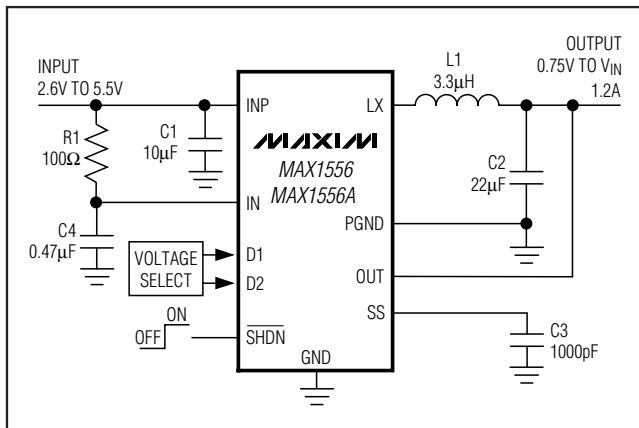 INPUT
2.6V TO 5.5V
R1
100Ω
C1
10μF
C4
0.47μF
VOLTAGE
SELECT
ON
OFF
INP
IN
D1
D2
SHDN
GND
MAXIM
MAX1556
MAX1556A
LX
PGND
OUT
SS
L1
3.3μH
OUTPUT
0.75V TO VIN
1.2A
C2
22μF
C3
1000pF